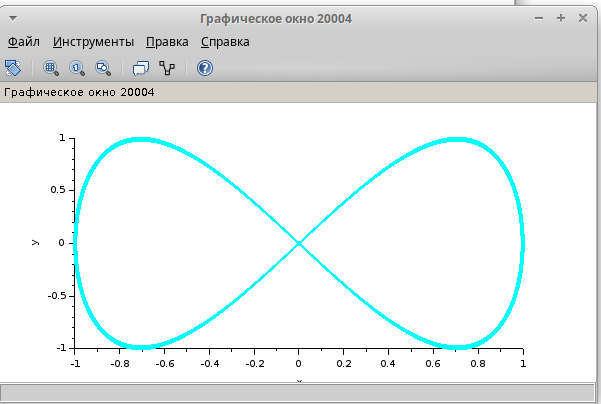 Графическое окно 20004
Файл Инструменты Правка Справка
Графическое окно 20004
1
0.5
0
-0.5
-1
y
-1 -0.8 -0.6 -0.4 -0.2 0 0.2 0.4 0.6 0.8 1